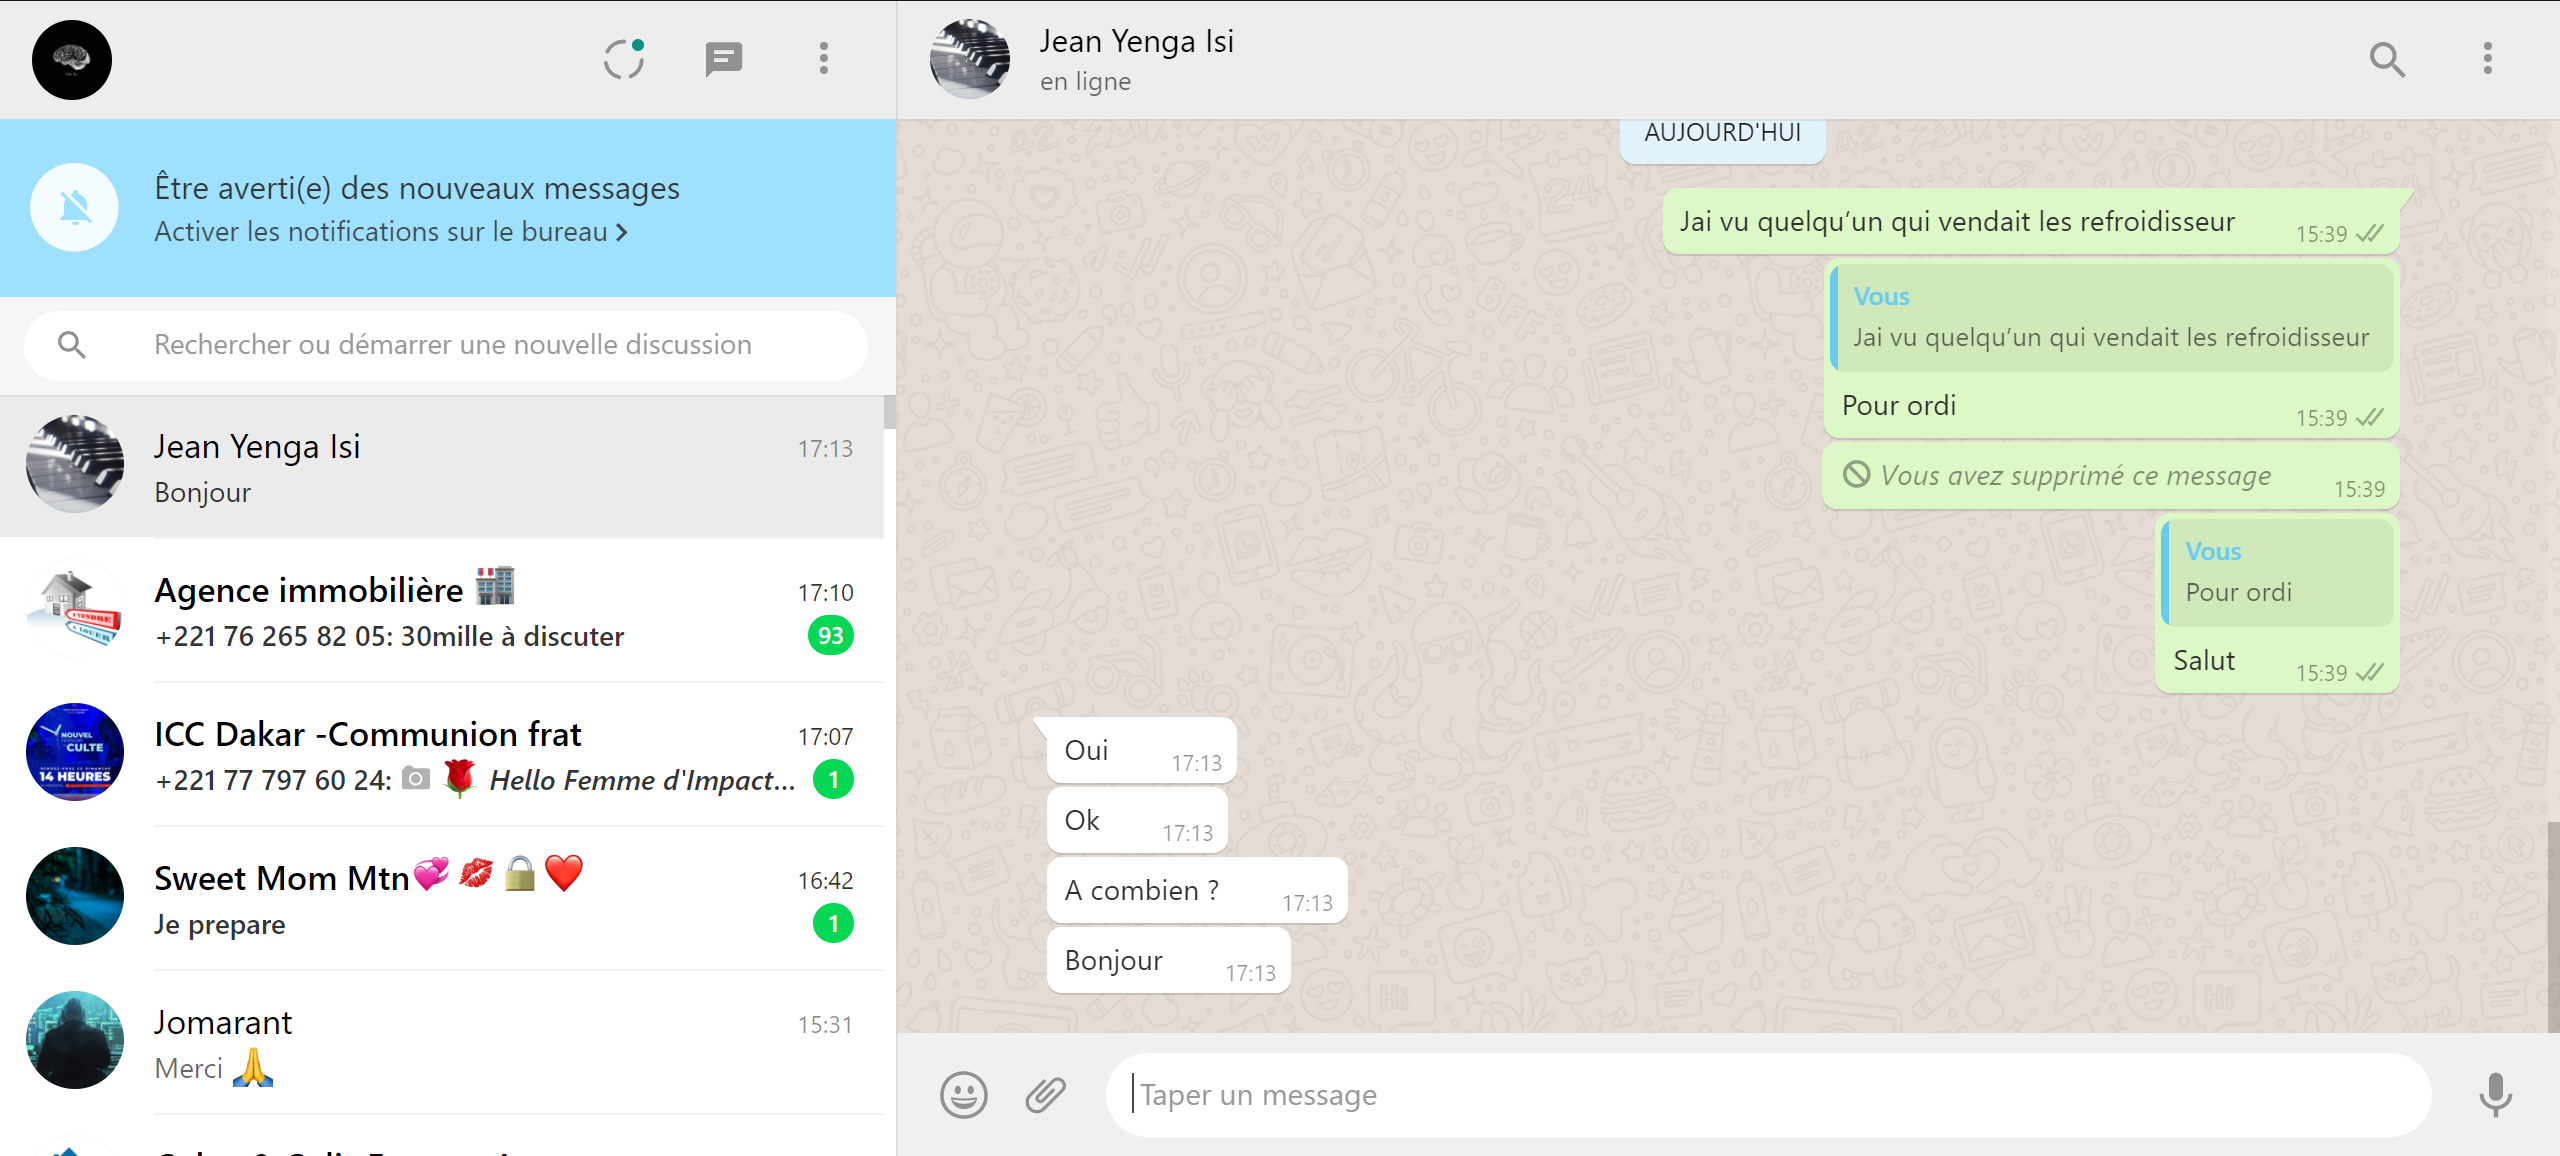 Être averti(e) des nouveaux messages
Activer les notifications sur le bureau
Rechercher ou démarrer une nouvelle discussion
Jean Yenga Isi 17:13
Bonjour
Agence immobilière 🏢 17:10
+221 76 265 82 05: 30mille à discuter 93
A VENDRE
A LOUER
ICC Dakar -Communion frat 17:07
+221 77 797 60 24: 📷 🌹 Hello Femme d'Impact... 1
NOUVEL
CULTE
14 HEURES
Sweet Mom Mtn💞💋🔒❤️ 16:42
Je prepare 1
Jomarant 15:31
Merci 🙏
Jean Yenga Isi
en ligne
AUJOURD'HUI
Jai vu quelqu'un qui vendait les refroidisseur 15:39
Vous
Jai vu quelqu'un qui vendait les refroidisseur
Pour ordi 15:39
Vous avez supprimé ce message 15:39
Vous
Pour ordi
Salut 15:39
Oui 17:13
Ok 17:13
A combien ? 17:13
Bonjour 17:13
Taper un message